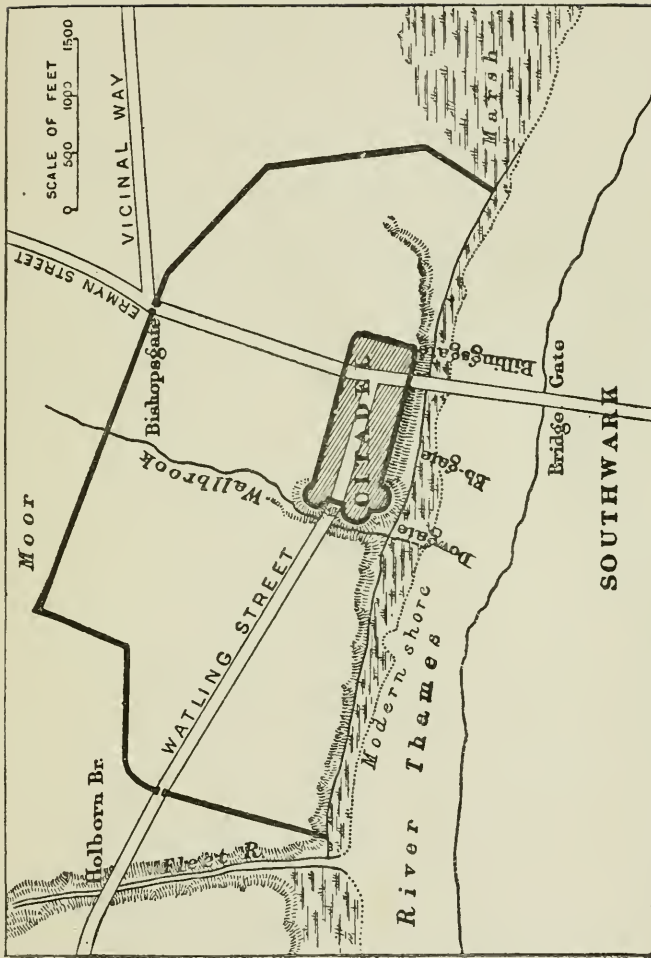 SCALE OF FEET
0 500 1000 1500
VICINAL WAY
ERMYN STREET
Moor
Bishopsgate
Marsh
Wallbrook
CITADEL
Billingsgate
Holborn Br.
WATLING STREET
Fleet R.
Eb-gate
Dowgate
Bridge Gate
Modern shore
River Thames
SOUTHWARK